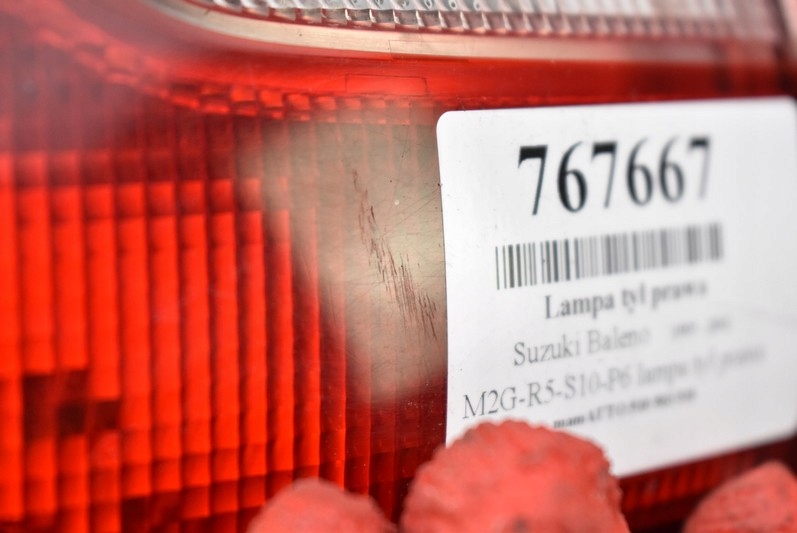 767667
Lampa tył prawa
Suzuki Baleno
M2G-R5-S10-P6 lampa tył prawa